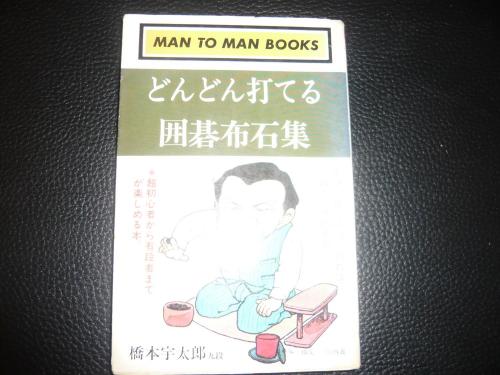 MAN TO MAN BOOKS
どんどん打てる
囲碁布石集
*超初心者から有段者まで
が楽しめる本
橋本宇太郎九段